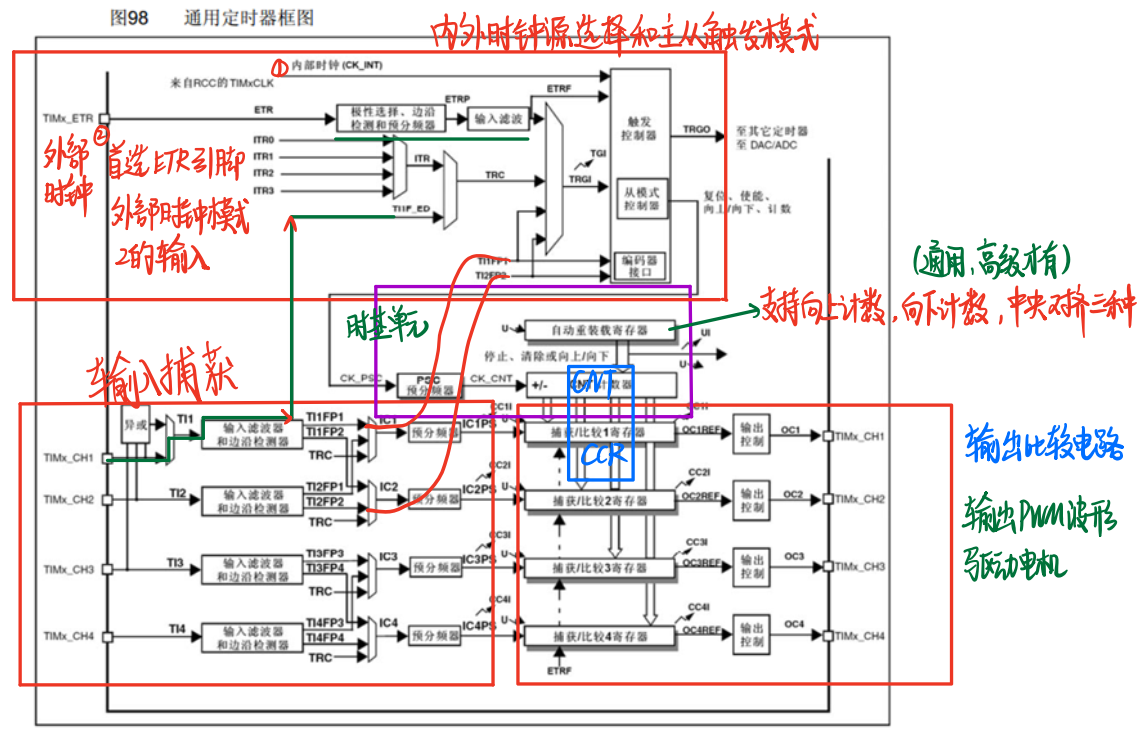 图98 通用定时器框图
内外时钟源选择和主从触发模式
① 内部时钟 (CK_INT)
来自RCC的TIMxCLK
TIMx_ETR
ETR
极性选择、边沿
检测和预分频器
ETRP
输入滤波
ETRF
触发
控制器
TRGO
至其它定时器
至 DAC/ADC
外部
时钟
②
首选ETR引脚
外部时钟模式
2的输入
ITR0
ITR1
ITR2
ITR3
ITR
TRC
TI1F_ED
TGI
TRGI
从模式
控制器
复位、使能、
向上/向下、计数
TI1FP1
TI2FP2
编码器
接口
(通用,高级才有)
支持向上计数,向下计数,中央对齐三种
时基单元
U
自动重装载寄存器
UI
停止、清除或向上/向下
U
CK_PSC
PSC
预分频器
CK_CNT
+/-
CNT计数器
CNT
CCR
输入捕获
异或
TIMx_CH1
TI1
输入滤波器
和边沿检测器
TI1FP1
TI1FP2
TRC
IC1
预分频器
IC1PS
CC1I
U
捕获/比较1寄存器
CC1I
OC1REF
输出
控制
OC1
TIMx_CH1
TIMx_CH2
TI2
输入滤波器
和边沿检测器
TI2FP1
TI2FP2
TRC
IC2
预分频器
IC2PS
CC2I
U
捕获/比较2寄存器
CC2I
OC2REF
输出
控制
OC2
TIMx_CH2
TIMx_CH3
TI3
输入滤波器
和边沿检测器
TI3FP3
TI3FP4
TRC
IC3
预分频器
IC3PS
CC3I
U
捕获/比较3寄存器
CC3I
OC3REF
输出
控制
OC3
TIMx_CH3
TIMx_CH4
TI4
输入滤波器
和边沿检测器
TI4FP3
TI4FP4
TRC
IC4
预分频器
IC4PS
CC4I
U
捕获/比较4寄存器
CC4I
OC4REF
输出
控制
OC4
TIMx_CH4
ETRF
输出比较电路
输出PWM波形
驱动电机